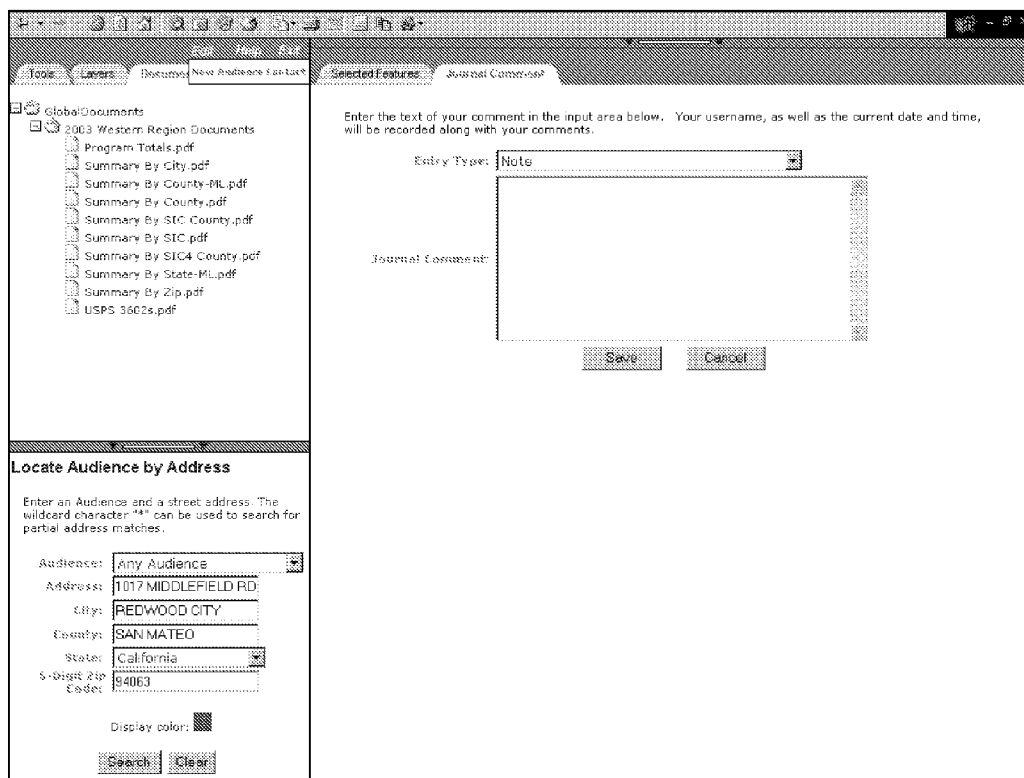 Edit Help Exit
New Audience Contact
Tools Layers Documen
GlobalDocuments
2003 Western Region Documents
Program Totals.pdf
Summary By City.pdf
Summary By County-ML.pdf
Summary By County.pdf
Summary By SIC County.pdf
Summary By SIC.pdf
Summary By SIC4 County.pdf
Summary By State-ML.pdf
Summary By Zip.pdf
USPS 3602s.pdf
Locate Audience by Address
Enter an Audience and a street address. The
wildcard character "*" can be used to search for
partial address matches.
Audience: Any Audience
Address: 1017 MIDDLEFIELD RD
City: REDWOOD CITY
County: SAN MATEO
State: California
5-Digit Zip
Code: 94063
Display color:
Search Clear
Selected Features Journal Comment
Enter the text of your comment in the input area below. Your username, as well as the current date and time,
will be recorded along with your comments.
Entry Type: Note
Journal Comment:
Save Cancel